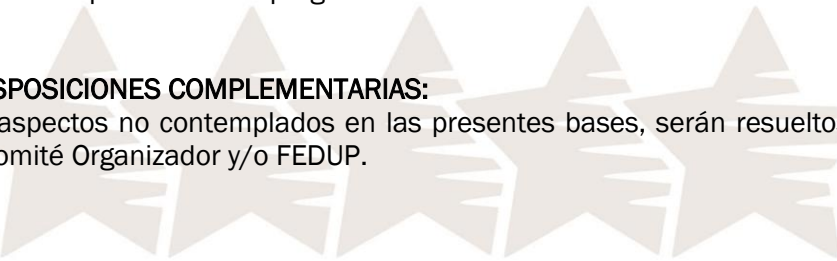 SPOSICIONES COMPLEMENTARIAS:
aspectos no contemplados en las presentes bases, serán resuelto
omité Organizador y/o FEDUP.